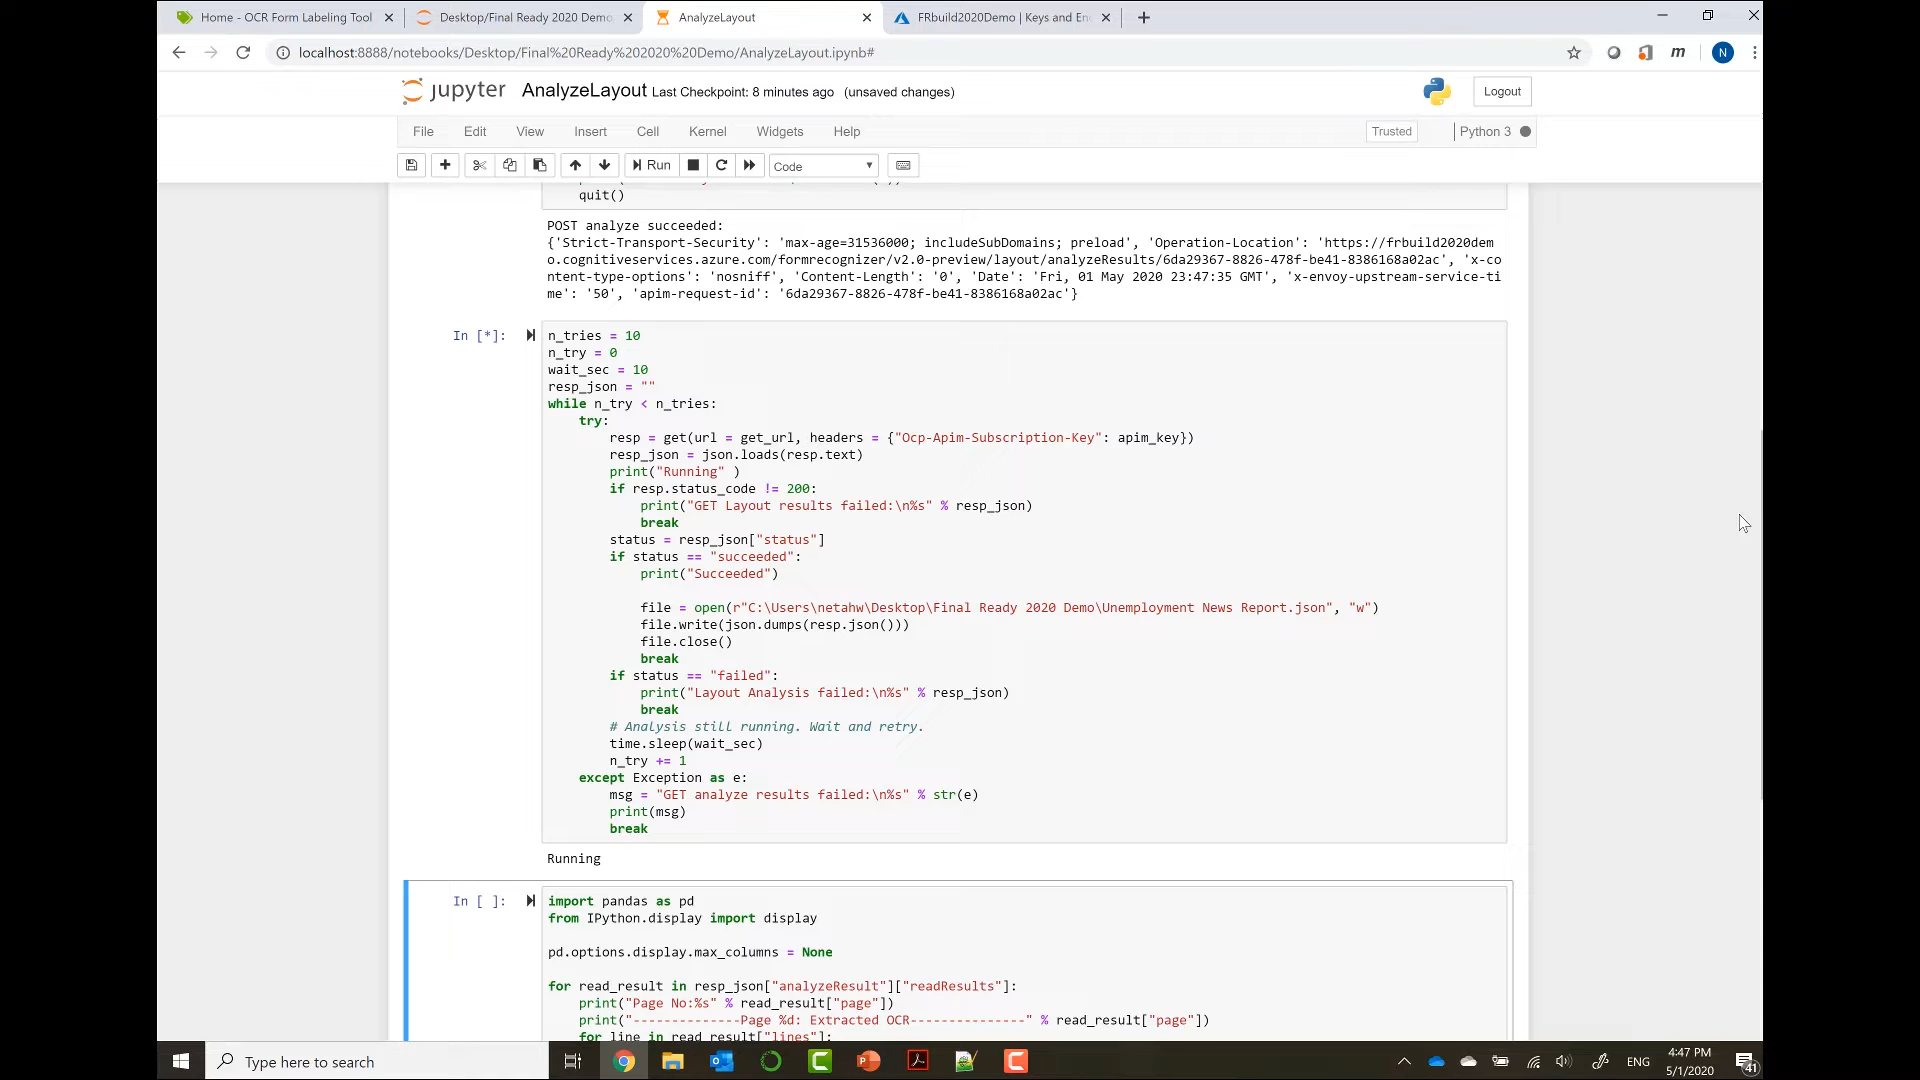 Home - OCR Form Labeling Tool
Desktop/Final Ready 2020 Demo
AnalyzeLayout
FRbuild2020Demo | Keys and En
localhost:8888/notebooks/Desktop/Final%20Ready%202020%20Demo/AnalyzeLayout.ipynb#
m
N
jupyter AnalyzeLayout Last Checkpoint: 8 minutes ago (unsaved changes)
Logout
File Edit View Insert Cell Kernel Widgets Help
Trusted
Python 3
Run
Code
quit()
POST analyze succeeded:
{'Strict-Transport-Security': 'max-age=31536000; includeSubDomains; preload', 'Operation-Location': 'https://frbuild2020dem
o.cognitiveservices.azure.com/formrecognizer/v2.0-preview/layout/analyzeResults/6da29367-8826-478f-be41-8386168a02ac', 'x-co
ntent-type-options': 'nosniff', 'Content-Length': '0', 'Date': 'Fri, 01 May 2020 23:47:35 GMT', 'x-envoy-upstream-service-ti
me': '50', 'apim-request-id': '6da29367-8826-478f-be41-8386168a02ac'}
In [*]:
n_tries = 10
n_try = 0
wait_sec = 10
resp_json = ""
while n_try < n_tries:
try:
resp = get(url = get_url, headers = {"Ocp-Apim-Subscription-Key": apim_key})
resp_json = json.loads(resp.text)
print("Running" )
if resp.status_code != 200:
print("GET Layout results failed:\n%s" % resp_json)
break
status = resp_json["status"]
if status == "succeeded":
print("Succeeded")
file = open(r"C:\Users\netahw\Desktop\Final Ready 2020 Demo\Unemployment News Report.json", "w")
file.write(json.dumps(resp.json()))
file.close()
break
if status == "failed":
print("Layout Analysis failed:\n%s" % resp_json)
break
# Analysis still running. Wait and retry.
time.sleep(wait_sec)
n_try += 1
except Exception as e:
msg = "GET analyze results failed:\n%s" % str(e)
print(msg)
break
Running
In [ ]:
import pandas as pd
from IPython.display import display
pd.options.display.max_columns = None
for read_result in resp_json["analyzeResult"]["readResults"]:
print("Page No:%s" % read_result["page"])
print("--------------Page %d: Extracted OCR---------------" % read_result["page"])
for line in read_result["lines"]:
Type here to search
ENG
4:47 PM
5/1/2020
41